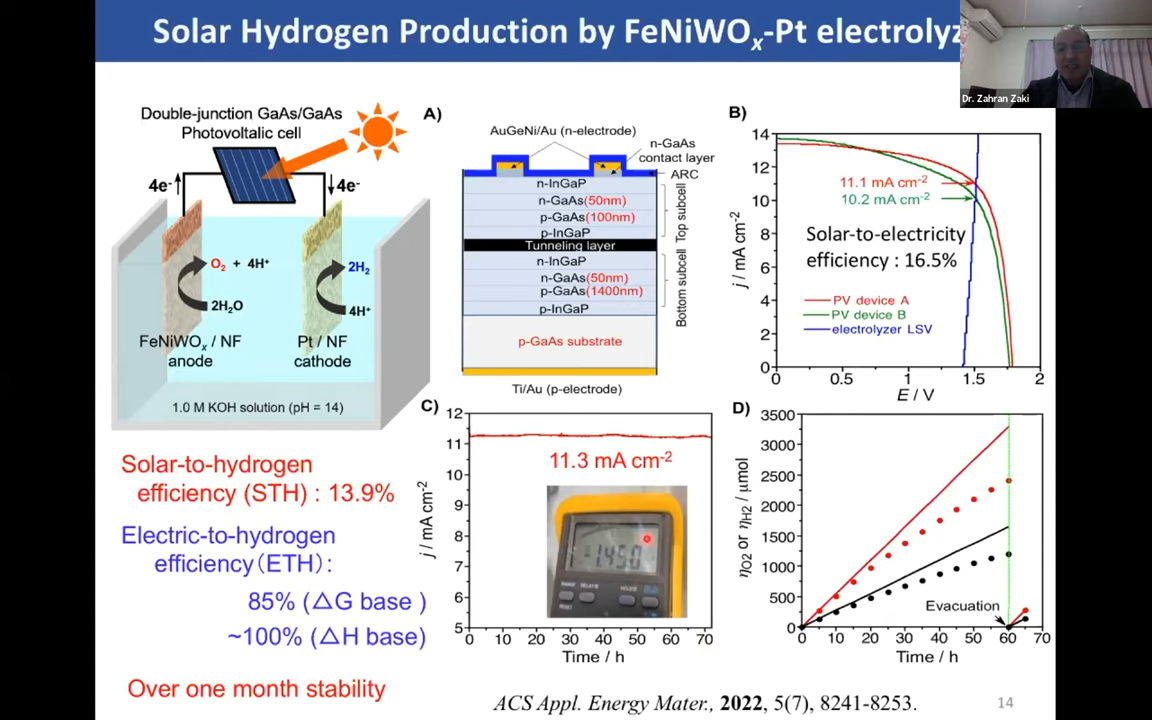 Solar Hydrogen Production by FeNiWOx-Pt electrolyz
Dr. Zahran Zaki
Double-junction GaAs/GaAs
Photovoltaic cell
4e-
4e-
O2 + 4H+
2H2O
2H2
4H+
FeNiWOx / NF
anode
Pt / NF
cathode
1.0 M KOH solution (pH = 14)
Solar-to-hydrogen
efficiency (STH) : 13.9%
Electric-to-hydrogen
efficiency(ETH):
85% (△G base )
~100% (△H base)
Over one month stability
A)
AuGeNi/Au (n-electrode)
n-GaAs
contact layer
ARC
n-InGaP
n-GaAs(50nm)
p-GaAs(100nm)
p-InGaP
Top subcell
Tunneling layer
n-InGaP
n-GaAs(50nm)
p-GaAs(1400nm)
p-InGaP
Bottom subcell
p-GaAs substrate
Ti/Au (p-electrode)
B)
14
12
10
8
6
4
2
0
j / mA cm-2
11.1 mA cm-2
10.2 mA cm-2
Solar-to-electricity
efficiency : 16.5%
PV device A
PV device B
electrolyzer LSV
0 0.5 1 1.5 2
E / V
C)
12
11
10
9
8
7
6
5
j / mA cm-2
11.3 mA cm-2
-1.450
0 10 20 30 40 50 60 70
Time / h
D)
3500
3000
2500
2000
1500
1000
500
0
ηO2 or ηH2 / μmol
Evacuation
0 10 20 30 40 50 60 70
Time / h
ACS Appl. Energy Mater., 2022, 5(7), 8241-8253.
14